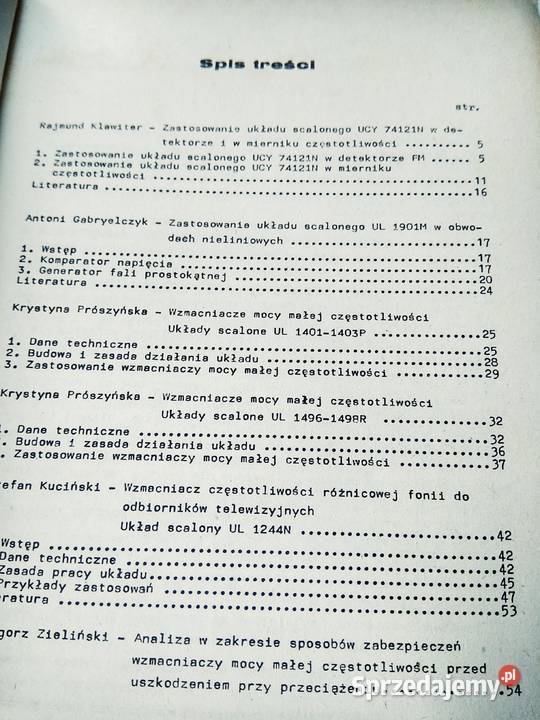 Spis treści
str.
Rajmund Klawiter - Zastosowanie układu scalonego UCY 74121N w de-
tektorze i w mierniku częstotliwości .......... 5
1. Zastosowanie układu scalonego UCY 74121N w detektorze FM ...... 5
2. Zastosowanie układu scalonego UCY 74121N w mierniku
częstotliwości ..........11
Literatura ..........16
Antoni Gabryelczyk - Zastosowanie układu scalonego UL 1901M w obwo-
dach nieliniowych ..........17
1. Wstęp ..........17
2. Komparator napięcia ..........17
3. Generator fali prostokątnej ..........20
Literatura ..........24
Krystyna Prószyńska - Wzmacniacze mocy małej częstotliwości
Układy scalone UL 1401-1403P ..........25
1. Dane techniczne ..........25
2. Budowa i zasada działania układu ..........28
3. Zastosowanie wzmacniaczy mocy małej częstotliwości ..........29
Krystyna Prószyńska - Wzmacniacze mocy małej częstotliwości
Układy scalone UL 1496-1498R ..........32
1. Dane techniczne ..........32
. Budowa i zasada działania układu ..........36
. Zastosowanie wzmacniaczy mocy małej częstotliwości ..........37
tefan Kuciński - Wzmacniacz częstotliwości różnicowej fonii do
odbiorników telewizyjnych
Układ scalony UL 1244N ..........42
Wstęp ..........42
Dane techniczne ..........42
Zasada pracy układu ..........45
Przykłady zastosowań ..........47
eratura ..........53
gorz Zieliński - Analiza w zakresie sposobów zabezpieczeń
wzmacniaczy mocy małej częstotliwości przed
uszkodzeniem przy przeciążeni 54
Sprzedajemy.pl